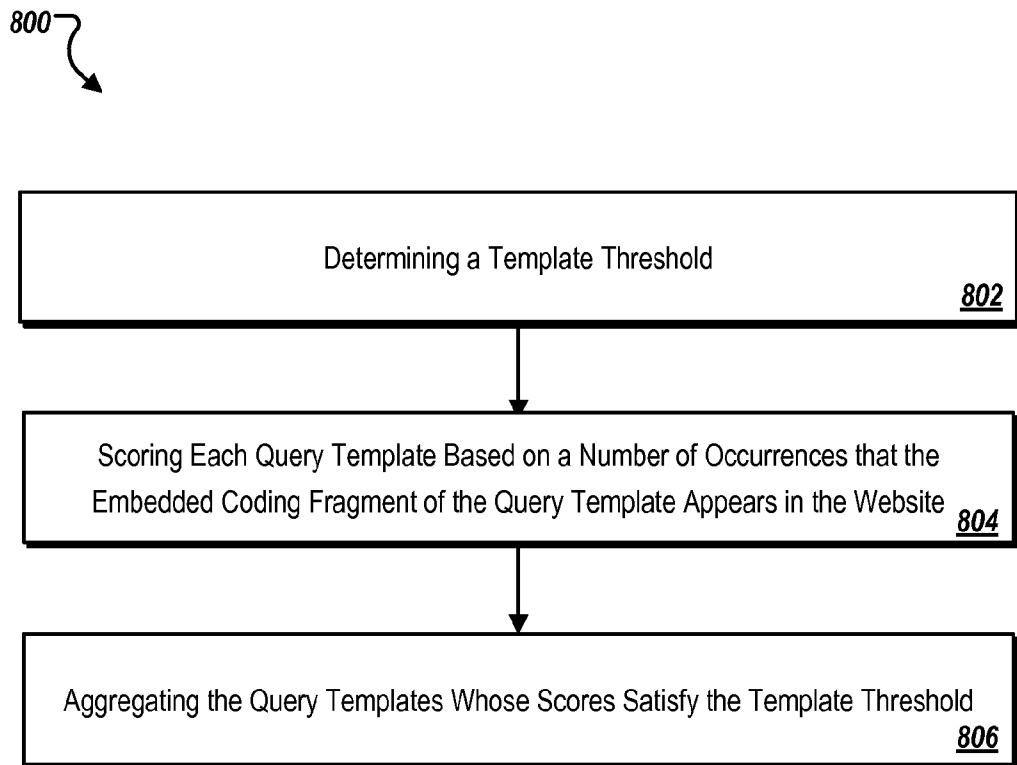 800
Determining a Template Threshold
802
Scoring Each Query Template Based on a Number of Occurrences that the
Embedded Coding Fragment of the Query Template Appears in the Website
804
Aggregating the Query Templates Whose Scores Satisfy the Template Threshold
806